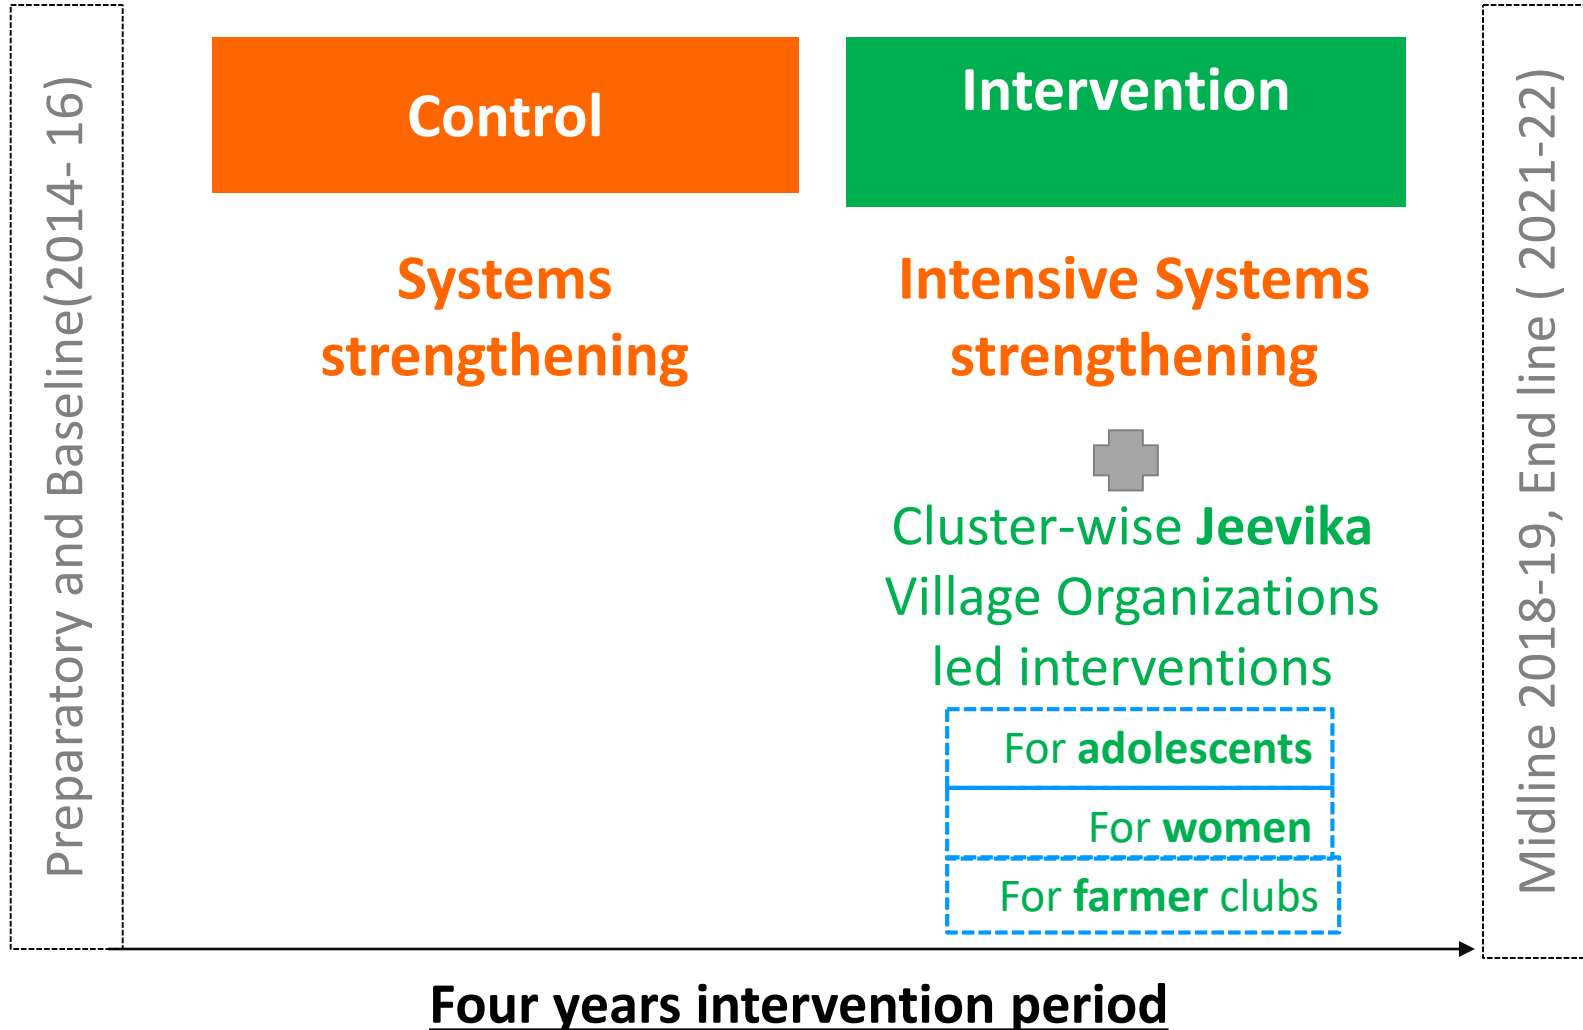 Preparatory and Baseline(2014- 16)
Control
Systems
strengthening
Intervention
Intensive Systems
strengthening
Cluster-wise Jeevika
Village Organizations
led interventions
For adolescents
For women
For farmer clubs
Midline 2018-19, End line ( 2021-22)
Four years intervention period